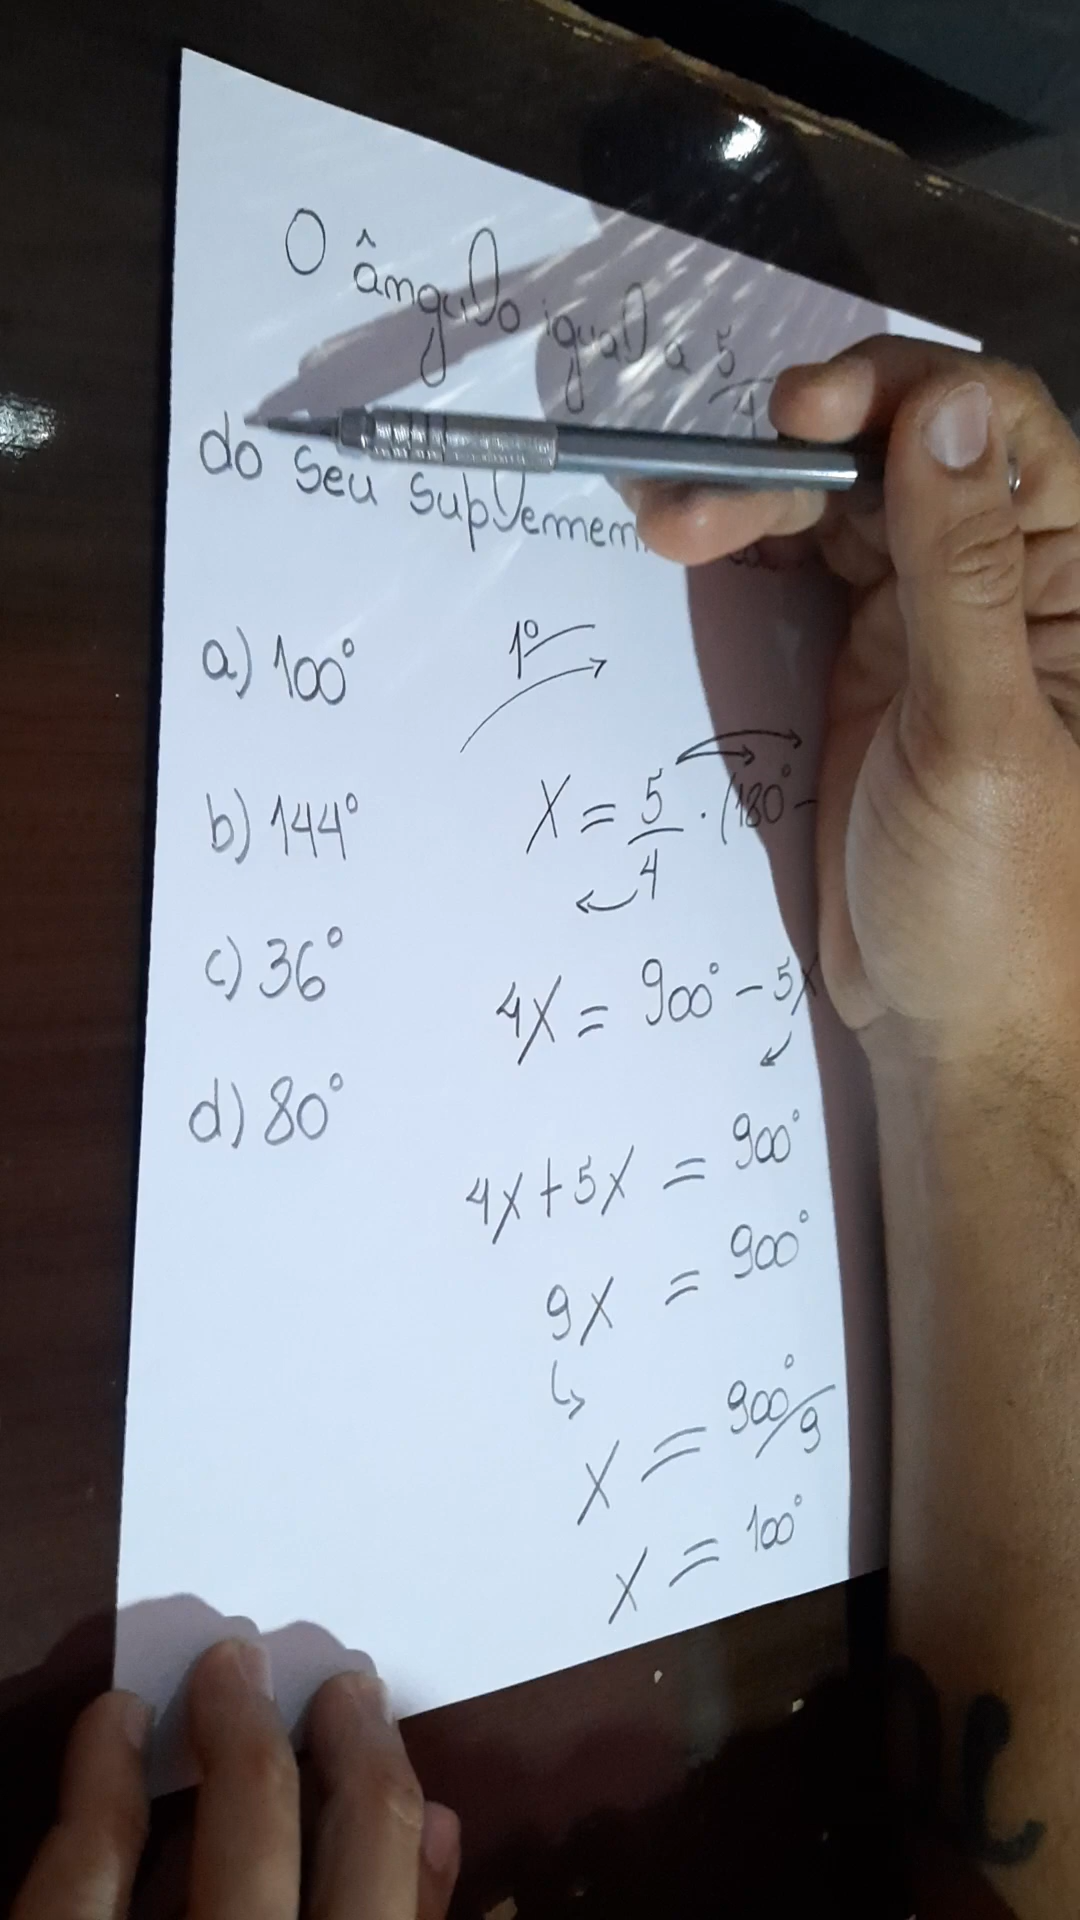 O ângulo igual a 5/4
do seu
a) 100°
1º
b) 144°
X = 5/4 . (180° -
c) 36°
4X = 900° - 5X
d) 80°
4X + 5X = 900°
9X = 900°
X = 900°/9
X = 100°